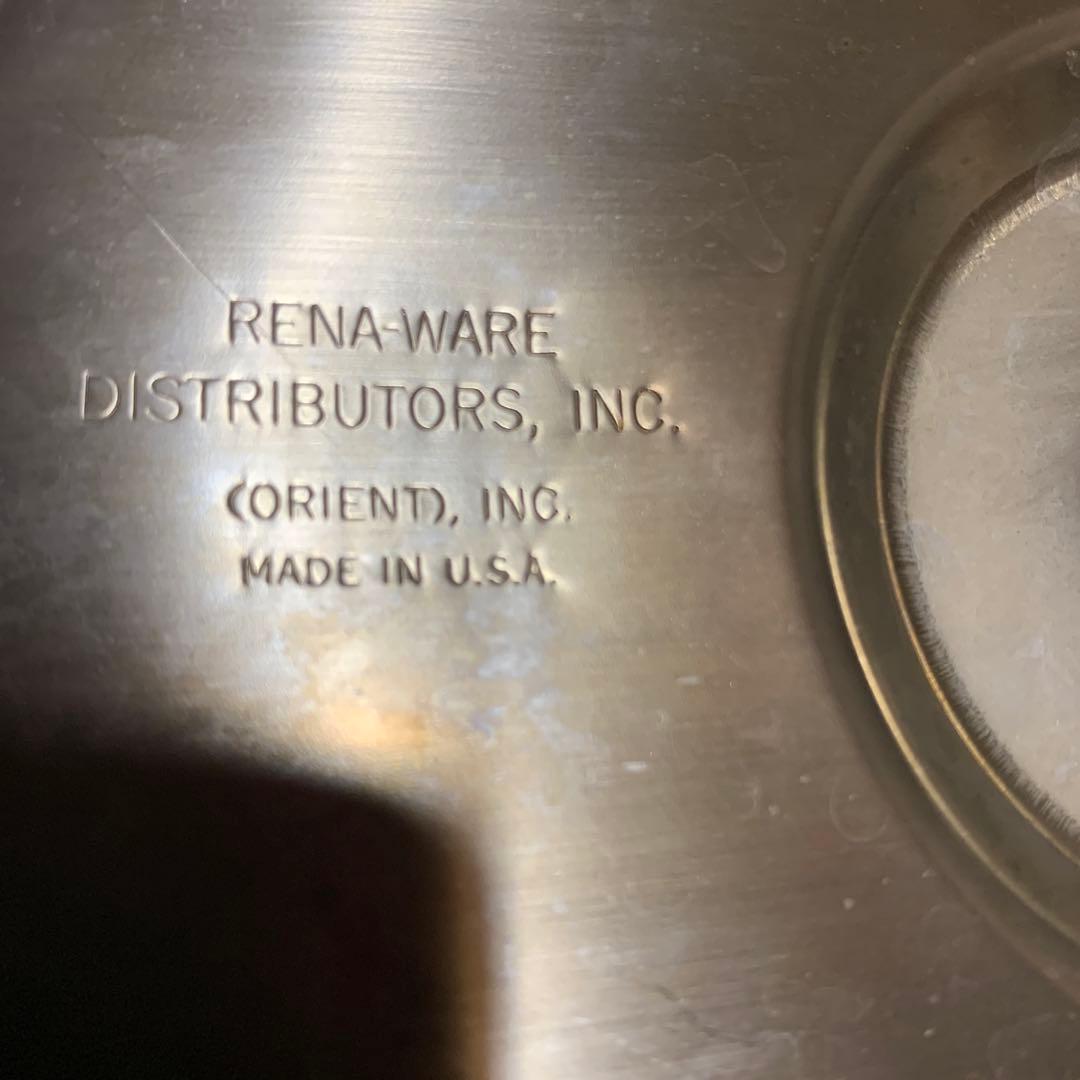 RENA-WARE
DISTRIBUTORS, INC.
(ORIENT), INC.
MADE IN U.S.A.